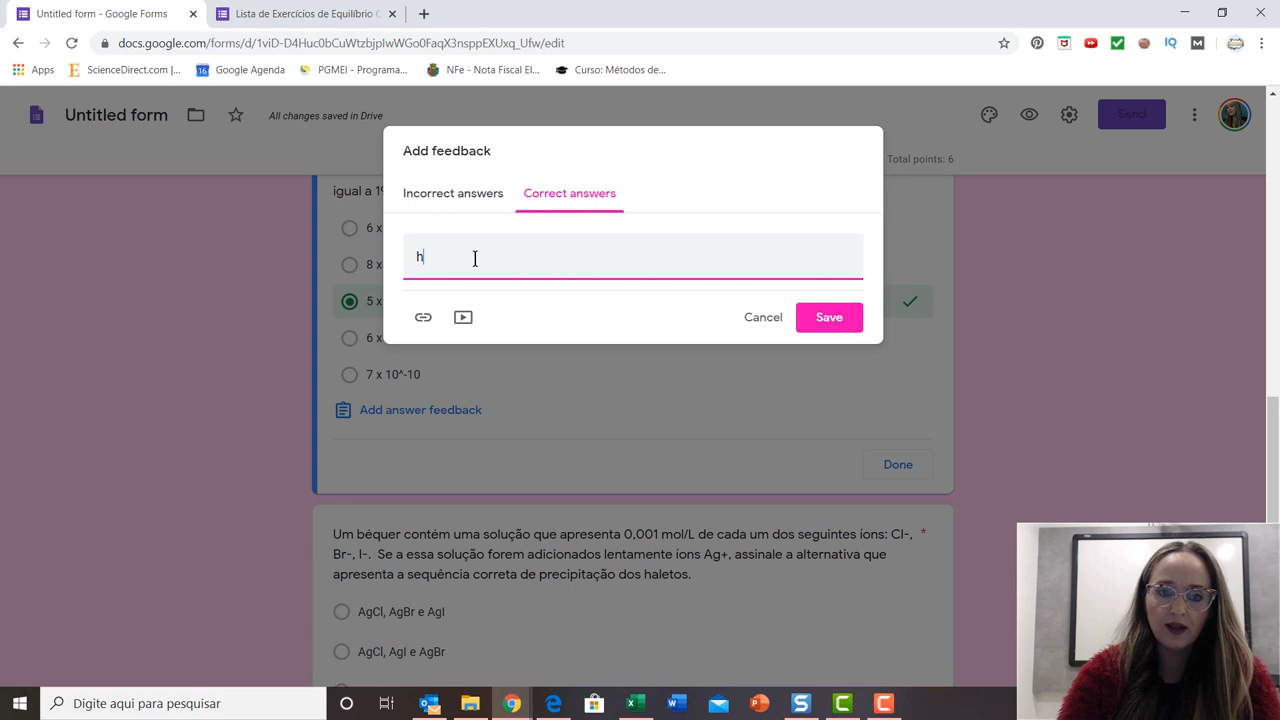 Untitled form - Google Forms
Lista de Exercícios de Equilíbrio
docs.google.com/forms/d/1viD-D4Huc0bCuWtzbjpIwWGo0FaqX3nsppEXUxq_Ufw/edit
Apps
ScienceDirect.com |...
Google Agenda
PGMEI - Programa...
NFe - Nota Fiscal El...
Curso: Métodos de...
Untitled form
All changes saved in Drive
Send
Total points: 6
Add feedback
Incorrect answers
Correct answers
h
Cancel
Save
6 x
8 x
5 x
6 x
7 x 10^-10
Add answer feedback
Done
Um béquer contém uma solução que apresenta 0,001 mol/L de cada um dos seguintes íons: Cl-, *
Br-, I-. Se a essa solução forem adicionados lentamente íons Ag+, assinale a alternativa que
apresenta a sequência correta de precipitação dos haletos.
AgCl, AgBr e AgI
AgCl, AgI e AgBr
Digite aqui para pesquisar